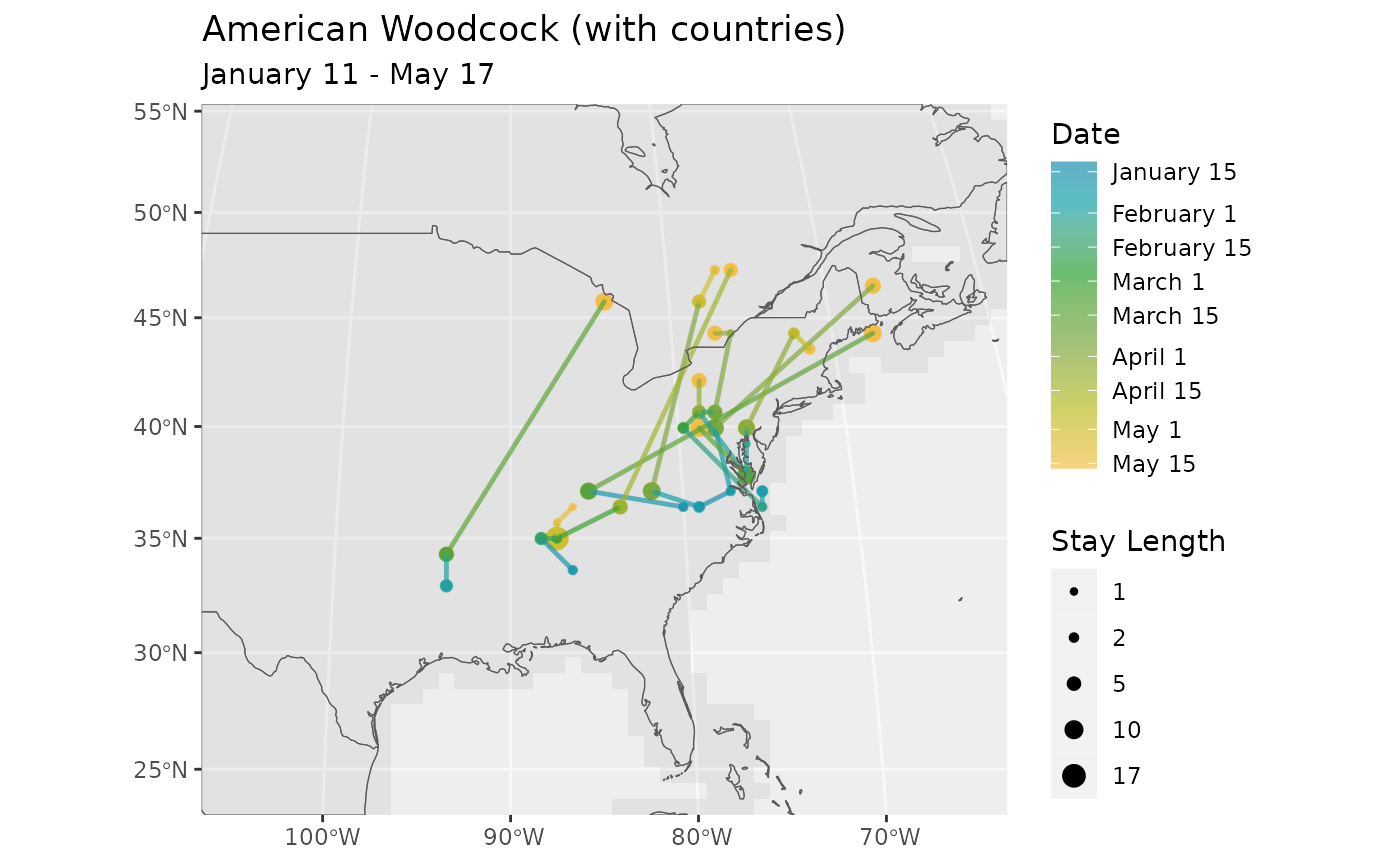 American Woodcock (with countries)
January 11 - May 17
55°N
50°N
45°N
40°N
35°N
30°N
25°N
100°W
90°W
80°W
70°W
Date
January 15
February 1
February 15
March 1
March 15
April 1
April 15
May 1
May 15
Stay Length
1
2
5
10
17